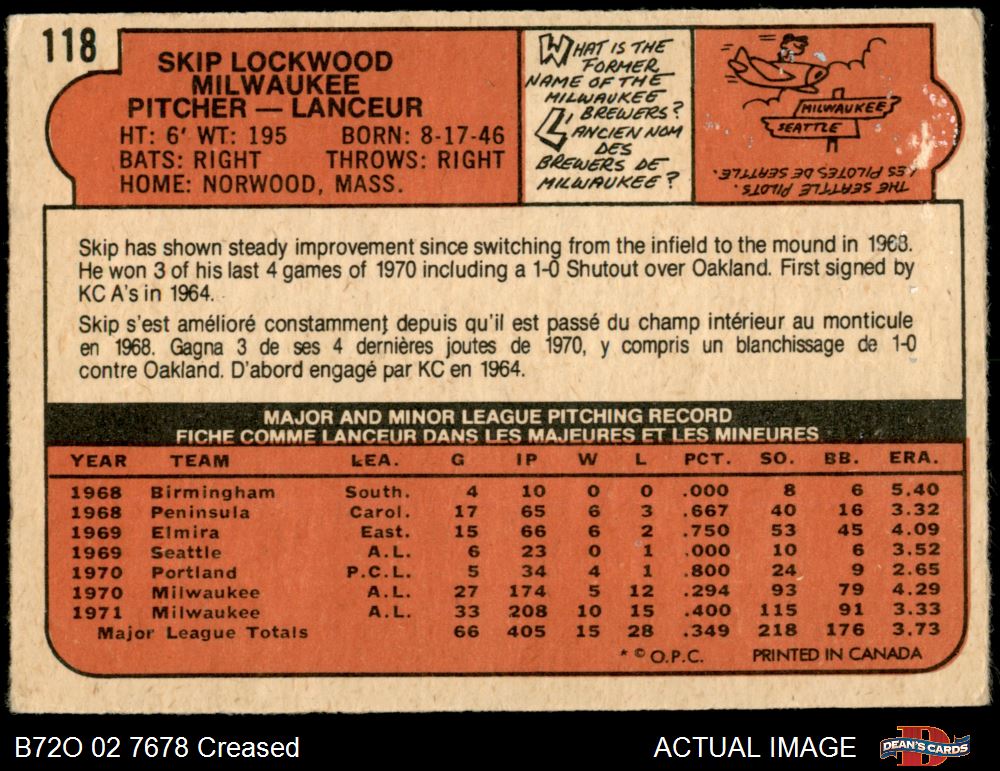 118
SKIP LOCKWOOD
MILWAUKEE
PITCHER — LANCEUR
HT: 6' WT: 195 BORN: 8-17-46
BATS: RIGHT THROWS: RIGHT
HOME: NORWOOD, MASS.
WHAT IS THE
FORMER
NAME OF THE
MILWAUKEE
BREWERS?
L'ANCIEN NOM
DES
BREWERS DE
MILWAUKEE?
MILWAUKEE
SEATTLE
THE SEATTLE PILOTS.
LES PILOTES DE SEATTLE.
Skip has shown steady improvement since switching from the infield to the mound in 1968.
He won 3 of his last 4 games of 1970 including a 1-0 Shutout over Oakland. First signed by
KC A's in 1964.
Skip s'est amélioré constamment depuis qu'il est passé du champ intérieur au monticule
en 1968. Gagna 3 de ses 4 dernières joutes de 1970, y compris un blanchissage de 1-0
contre Oakland. D'abord engagé par KC en 1964.
MAJOR AND MINOR LEAGUE PITCHING RECORD
FICHE COMME LANCEUR DANS LES MAJEURES ET LES MINEURES
YEAR TEAM LEA. G IP W L PCT. SO. BB. ERA.
1968 Birmingham South. 4 10 0 0 .000 8 6 5.40
1968 Peninsula Carol. 17 65 6 3 .667 40 16 3.32
1969 Elmira East. 15 66 6 2 .750 53 45 4.09
1969 Seattle A.L. 6 23 0 1 .000 10 6 3.52
1970 Portland P.C.L. 5 34 4 1 .800 24 9 2.65
1970 Milwaukee A.L. 27 174 5 12 .294 93 79 4.29
1971 Milwaukee A.L. 33 208 10 15 .400 115 91 3.33
Major League Totals 66 405 15 28 .349 218 176 3.73
* © O.P.C. PRINTED IN CANADA
B72O 02 7678 Creased
ACTUAL IMAGE
DEAN'S CARDS